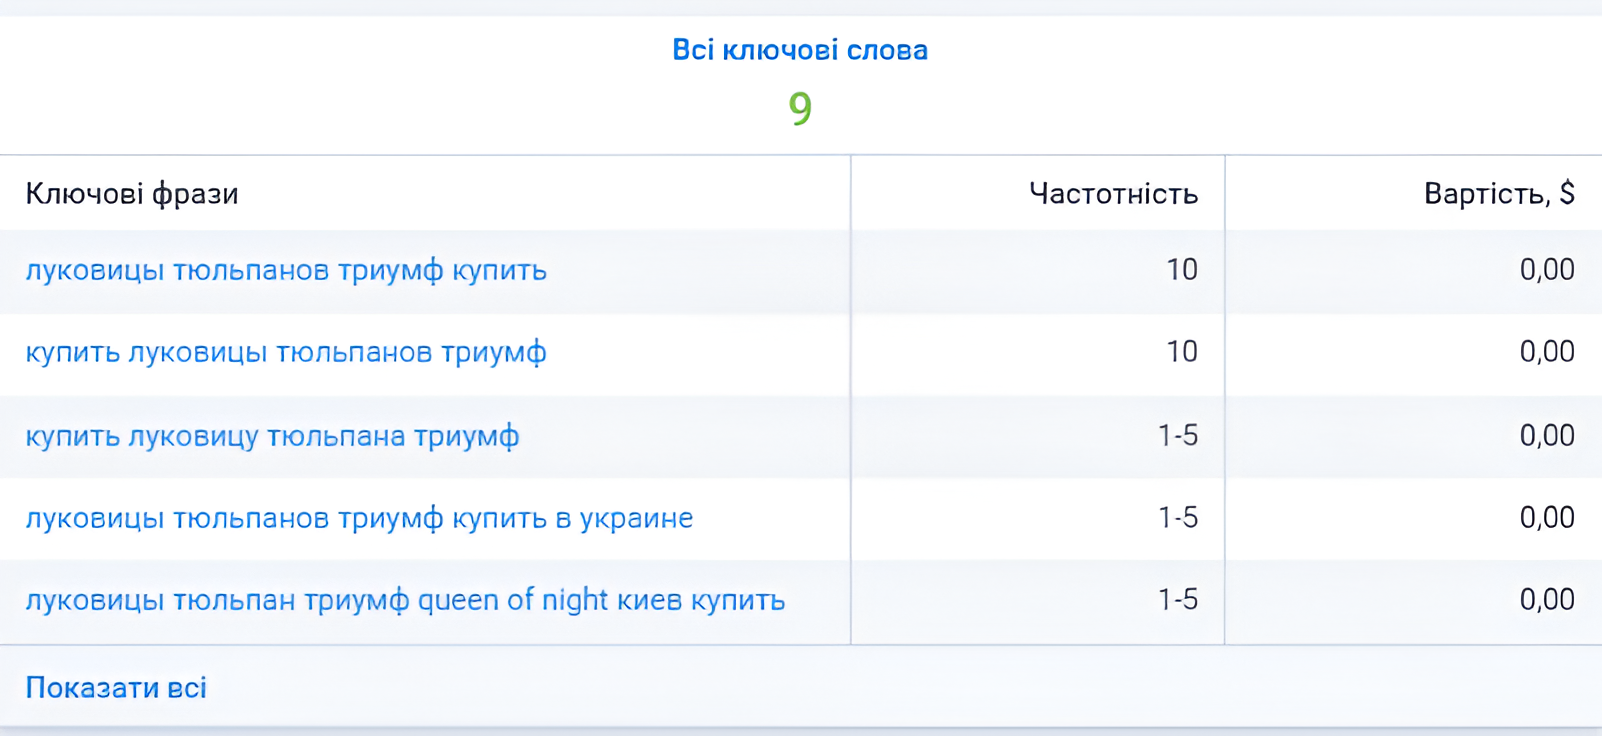 Всі ключові слова
9
Ключові фрази Частотність Вартість, $
луковицы тюльпанов триумф купить 10 0,00
купить луковицы тюльпанов триумф 10 0,00
купить луковицу тюльпана триумф 1-5 0,00
луковицы тюльпанов триумф купить в украине 1-5 0,00
луковицы тюльпан триумф queen of night киев купить 1-5 0,00
Показати всі